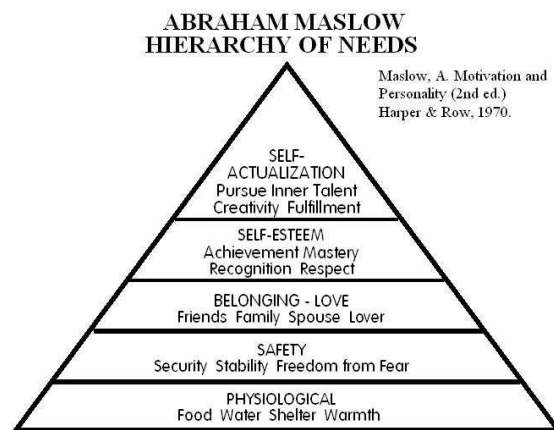 ABRAHAM MASLOW
HIERARCHY OF NEEDS
Maslow, A. Motivation and
Personality (2nd ed.)
Harper & Row, 1970.
SELF-
ACTUALIZATION
Pursue Inner Talent
Creativity Fulfillment
SELF-ESTEEM
Achievement Mastery
Recognition Respect
BELONGING - LOVE
Friends Family Spouse Lover
SAFETY
Security Stability Freedom from Fear
PHYSIOLOGICAL
Food Water Shelter Warmth